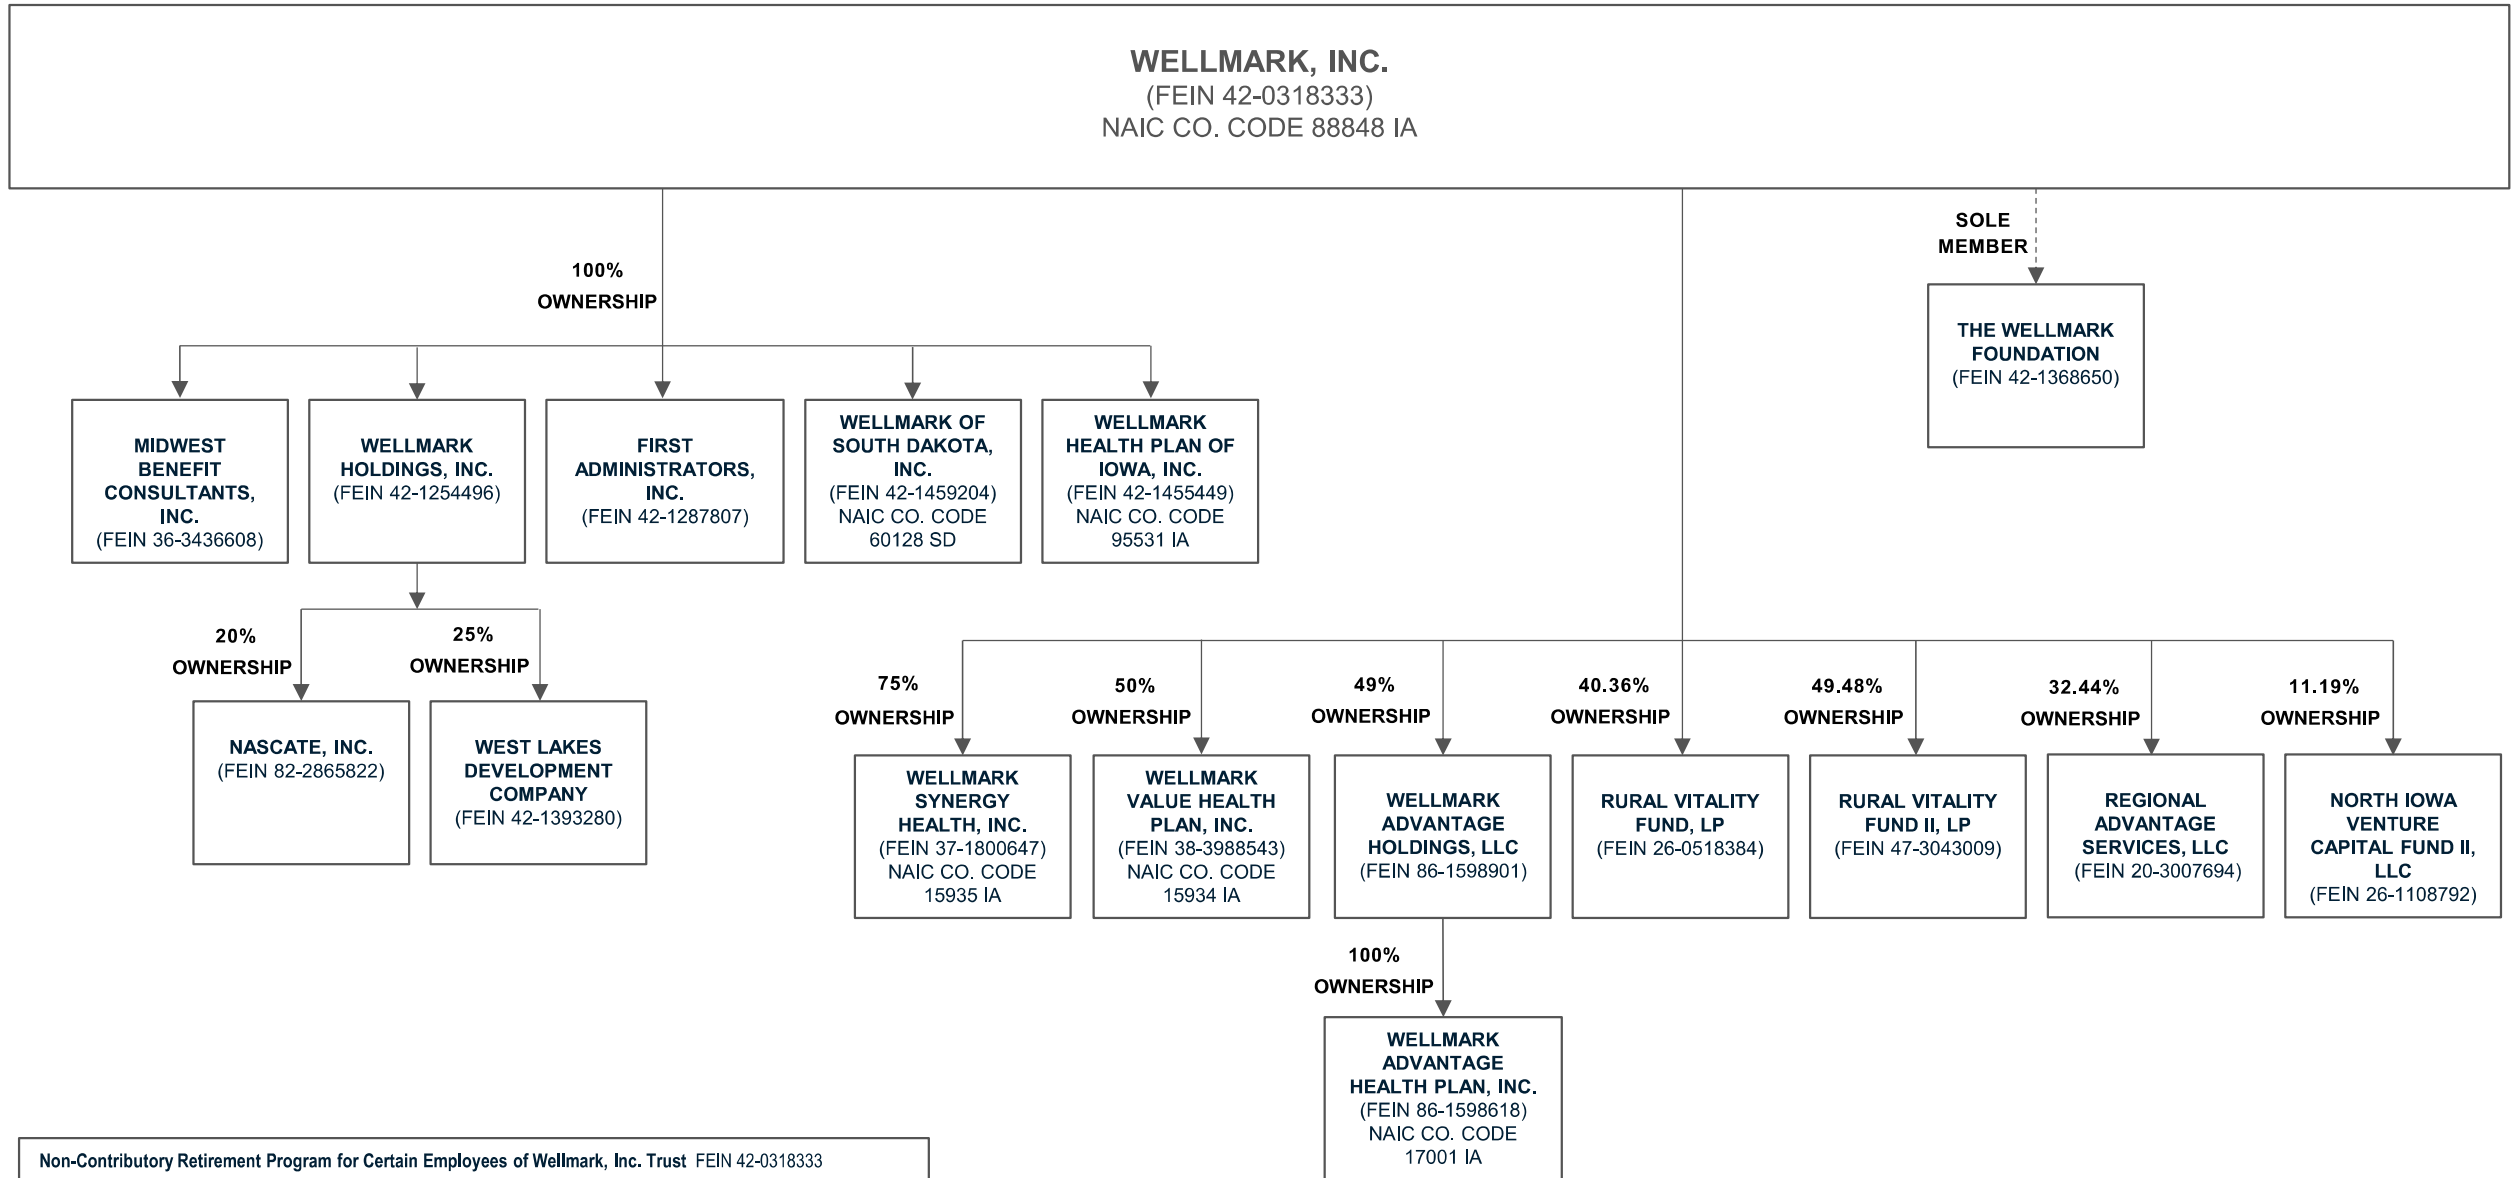 WELLMARK, INC.
(FEIN 42-0318333)
NAIC CO. CODE 88848 IA
SOLE
MEMBER
100%
OWNERSHIP
THE WELLMARK
FOUNDATION
(FEIN 42-1368650)
MIDWEST
BENEFIT
CONSULTANTS,
INC.
(FEIN 36-3436608)
WELLMARK
HOLDINGS, INC.
(FEIN 42-1254496)
FIRST
ADMINISTRATORS,
INC.
(FEIN 42-1287807)
WELLMARK OF
SOUTH DAKOTA,
INC.
(FEIN 42-1459204)
NAIC CO. CODE
60128 SD
WELLMARK
HEALTH PLAN OF
IOWA, INC.
(FEIN 42-1455449)
NAIC CO. CODE
95531 IA
20%
OWNERSHIP
25%
OWNERSHIP
NASCATE, INC.
(FEIN 82-2865822)
WEST LAKES
DEVELOPMENT
COMPANY
(FEIN 42-1393280)
75%
OWNERSHIP
50%
OWNERSHIP
49%
OWNERSHIP
40.36%
OWNERSHIP
49.48%
OWNERSHIP
32.44%
OWNERSHIP
11.19%
OWNERSHIP
WELLMARK
SYNERGY
HEALTH, INC.
(FEIN 37-1800647)
NAIC CO. CODE
15935 IA
WELLMARK
VALUE HEALTH
PLAN, INC.
(FEIN 38-3988543)
NAIC CO. CODE
15934 IA
WELLMARK
ADVANTAGE
HOLDINGS, LLC
(FEIN 86-1598901)
RURAL VITALITY
FUND, LP
(FEIN 26-0518384)
RURAL VITALITY
FUND II, LP
(FEIN 47-3043009)
REGIONAL
ADVANTAGE
SERVICES, LLC
(FEIN 20-3007694)
NORTH IOWA
VENTURE
CAPITAL FUND II,
LLC
(FEIN 26-1108792)
100%
OWNERSHIP
WELLMARK
ADVANTAGE
HEALTH PLAN, INC.
(FEIN 86-1598618)
NAIC CO. CODE
17001 IA
Non-Contributory Retirement Program for Certain Employees of Wellmark, Inc. Trust FEIN 42-0318333